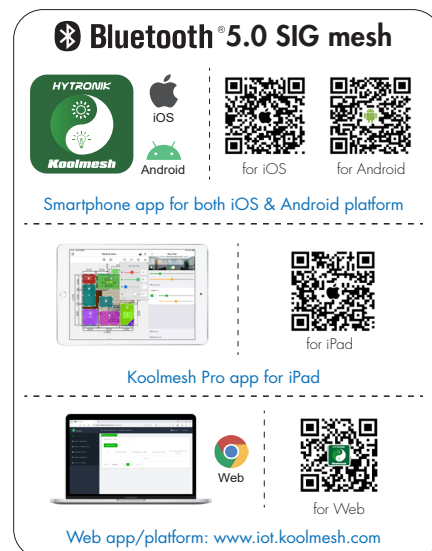 Bluetooth®5.0 SIG mesh
HYTRONIK
Koolmesh
iOS
Android
for iOS
for Android
Smartphone app for both iOS & Android platform
for iPad
Koolmesh Pro app for iPad
Web
for Web
Web app/platform: www.iot.koolmesh.com